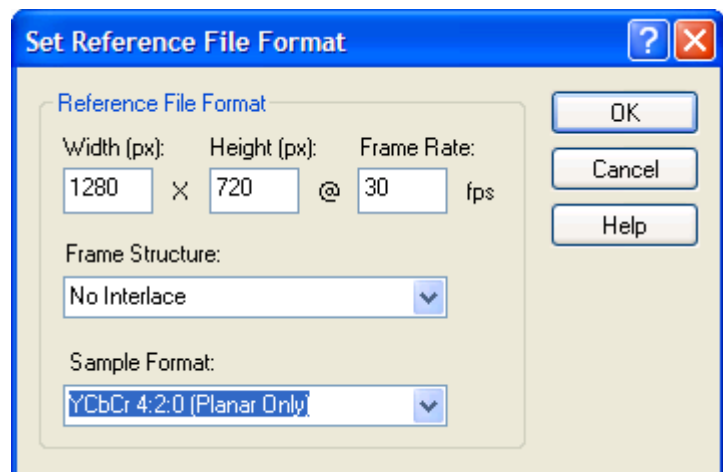 Set Reference File Format
?
Reference File Format
OK
Width (px): Height (px): Frame Rate:
1280 X 720 @ 30 fps
Cancel
Help
Frame Structure:
No Interlace
Sample Format:
YCbCr 4:2:0 (Planar Only)